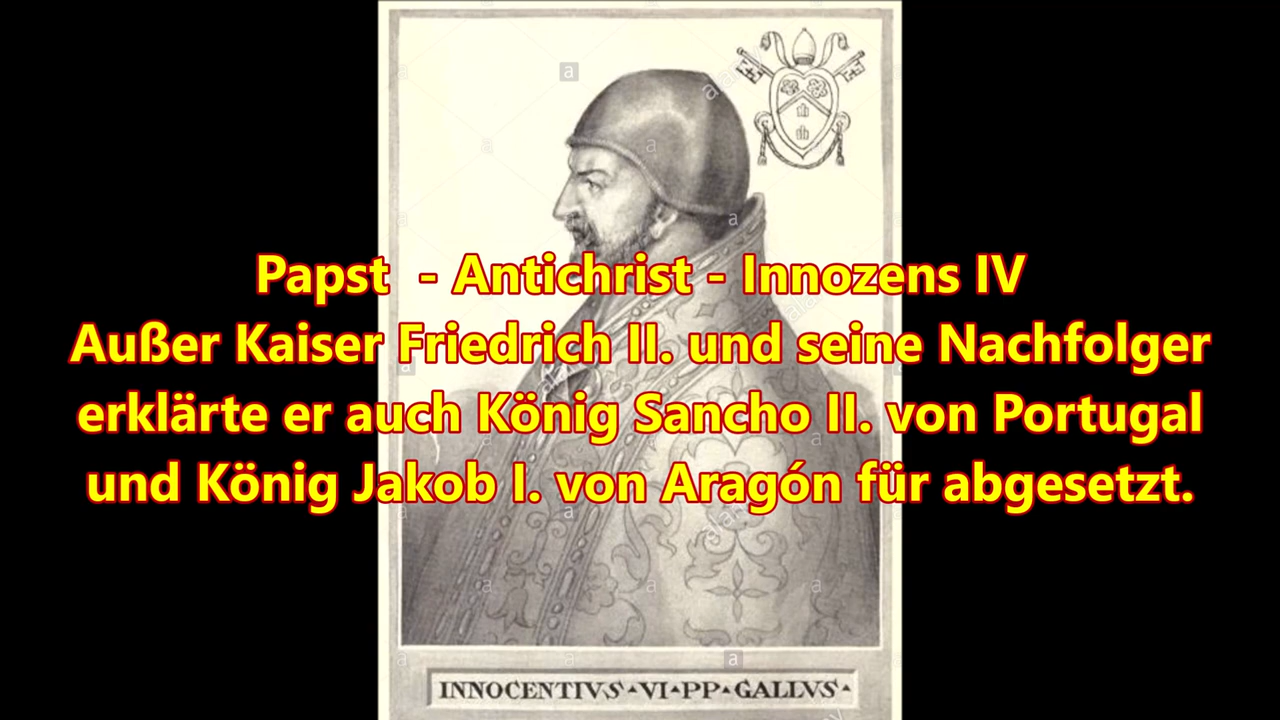 Papst - Antichrist - Innozens IV
Außer Kaiser Friedrich II. und seine Nachfolger
erklärte er auch König Sancho II. von Portugal
und König Jakob I. von Aragón für abgesetzt.
INNOCENTIVS VI PP GALLVS